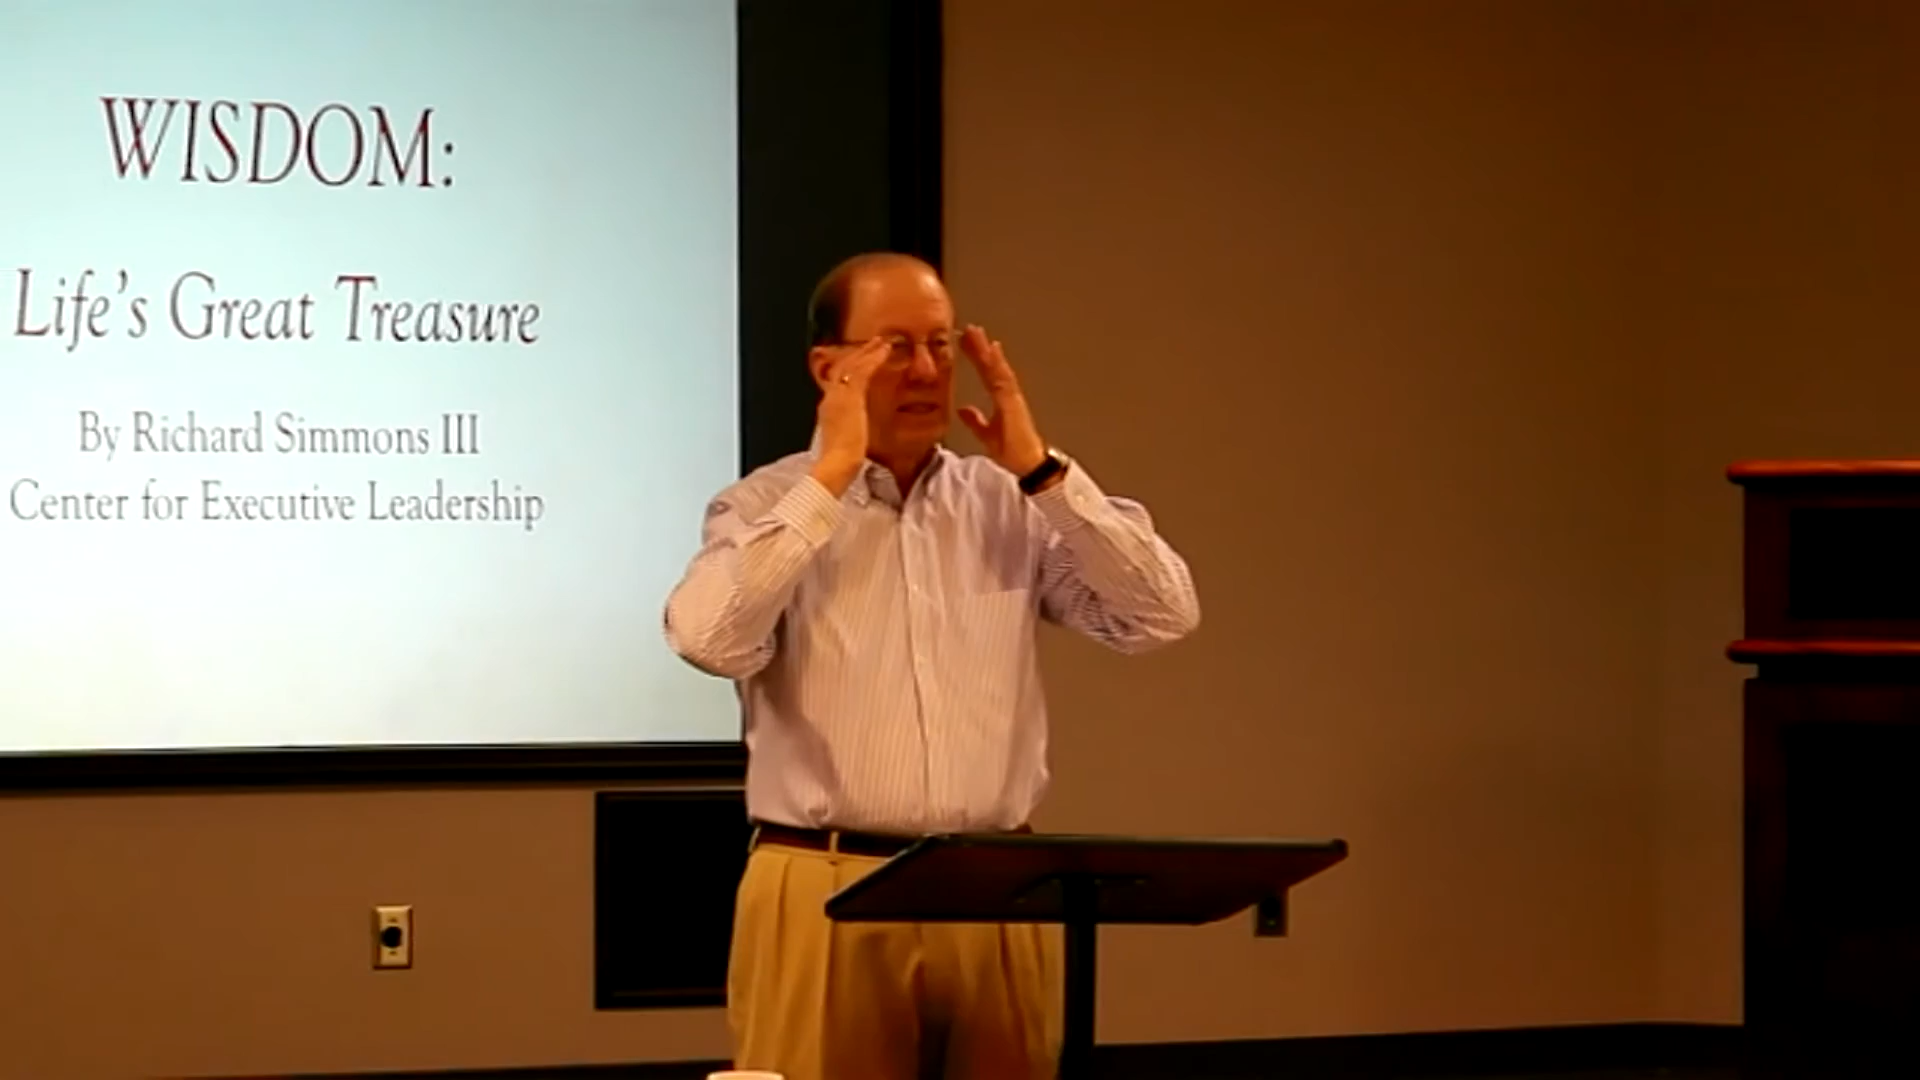 WISDOM:
Life's Great Treasure
By Richard Simmons III
Center for Executive Leadership